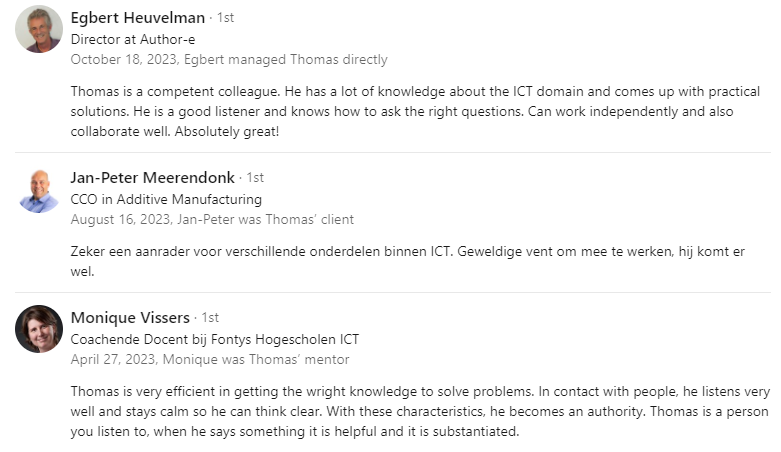 Egbert Heuvelman · 1st
Director at Author-e
October 18, 2023, Egbert managed Thomas directly
Thomas is a competent colleague. He has a lot of knowledge about the ICT domain and comes up with practical
solutions. He is a good listener and knows how to ask the right questions. Can work independently and also
collaborate well. Absolutely great!
Jan-Peter Meerendonk · 1st
CCO in Additive Manufacturing
August 16, 2023, Jan-Peter was Thomas’ client
Zeker een aanrader voor verschillende onderdelen binnen ICT. Geweldige vent om mee te werken, hij komt er
wel.
Monique Vissers · 1st
Coachende Docent bij Fontys Hogescholen ICT
April 27, 2023, Monique was Thomas’ mentor
Thomas is very efficient in getting the wright knowledge to solve problems. In contact with people, he listens very
well and stays calm so he can think clear. With these characteristics, he becomes an authority. Thomas is a person
you listen to, when he says something it is helpful and it is substantiated.